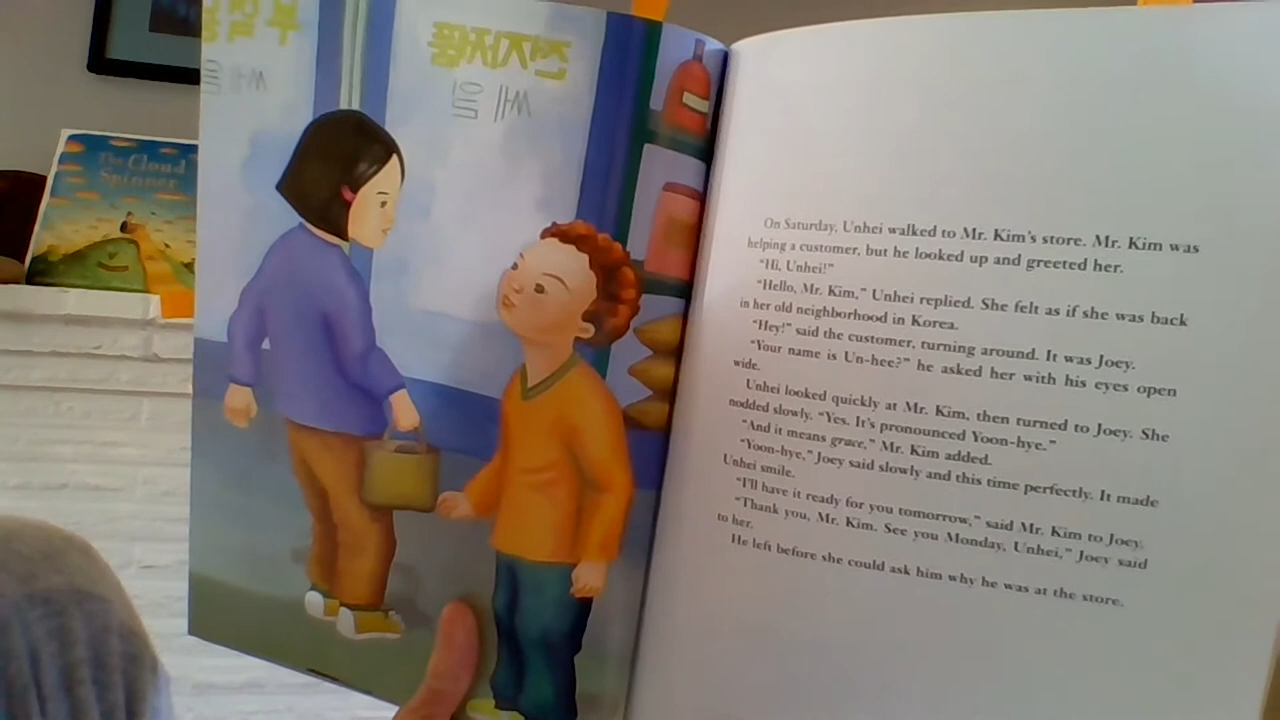 The Cloud
Spinner
On Saturday, Unhei walked to Mr. Kim's store. Mr. Kim was
helping a customer, but he looked up and greeted her.
"Hi, Unhei!"
"Hello, Mr. Kim," Unhei replied. She felt as if she was back
in her old neighborhood in Korea.
"Hey!" said the customer, turning around. It was Joey.
"Your name is Un-hee?" he asked her with his eyes open
wide.
Unhei looked quickly at Mr. Kim, then turned to Joey. She
nodded slowly. "Yes. It's pronounced Yoon-hye."
"And it means grace," Mr. Kim added.
"Yoon-hye," Joey said slowly and this time perfectly. It made
Unhei smile.
"I'll have it ready for you tomorrow," said Mr. Kim to Joey.
"Thank you, Mr. Kim. See you Monday, Unhei," Joey said
to her.
He left before she could ask him why he was at the store.